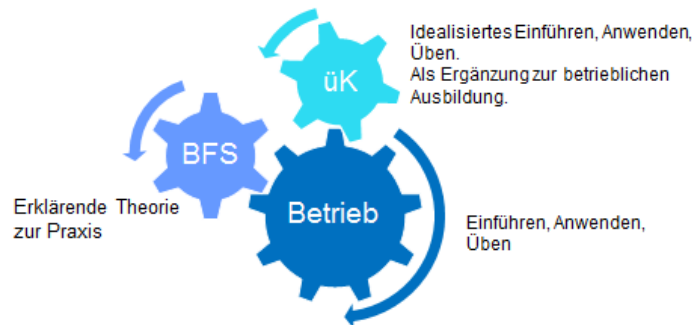 Idealisiertes Einführen, Anwenden,
Üben.
Als Ergänzung zur betrieblichen
Ausbildung.
üK
BFS
Erklärende Theorie
zur Praxis
Betrieb
Einführen, Anwenden,
Üben